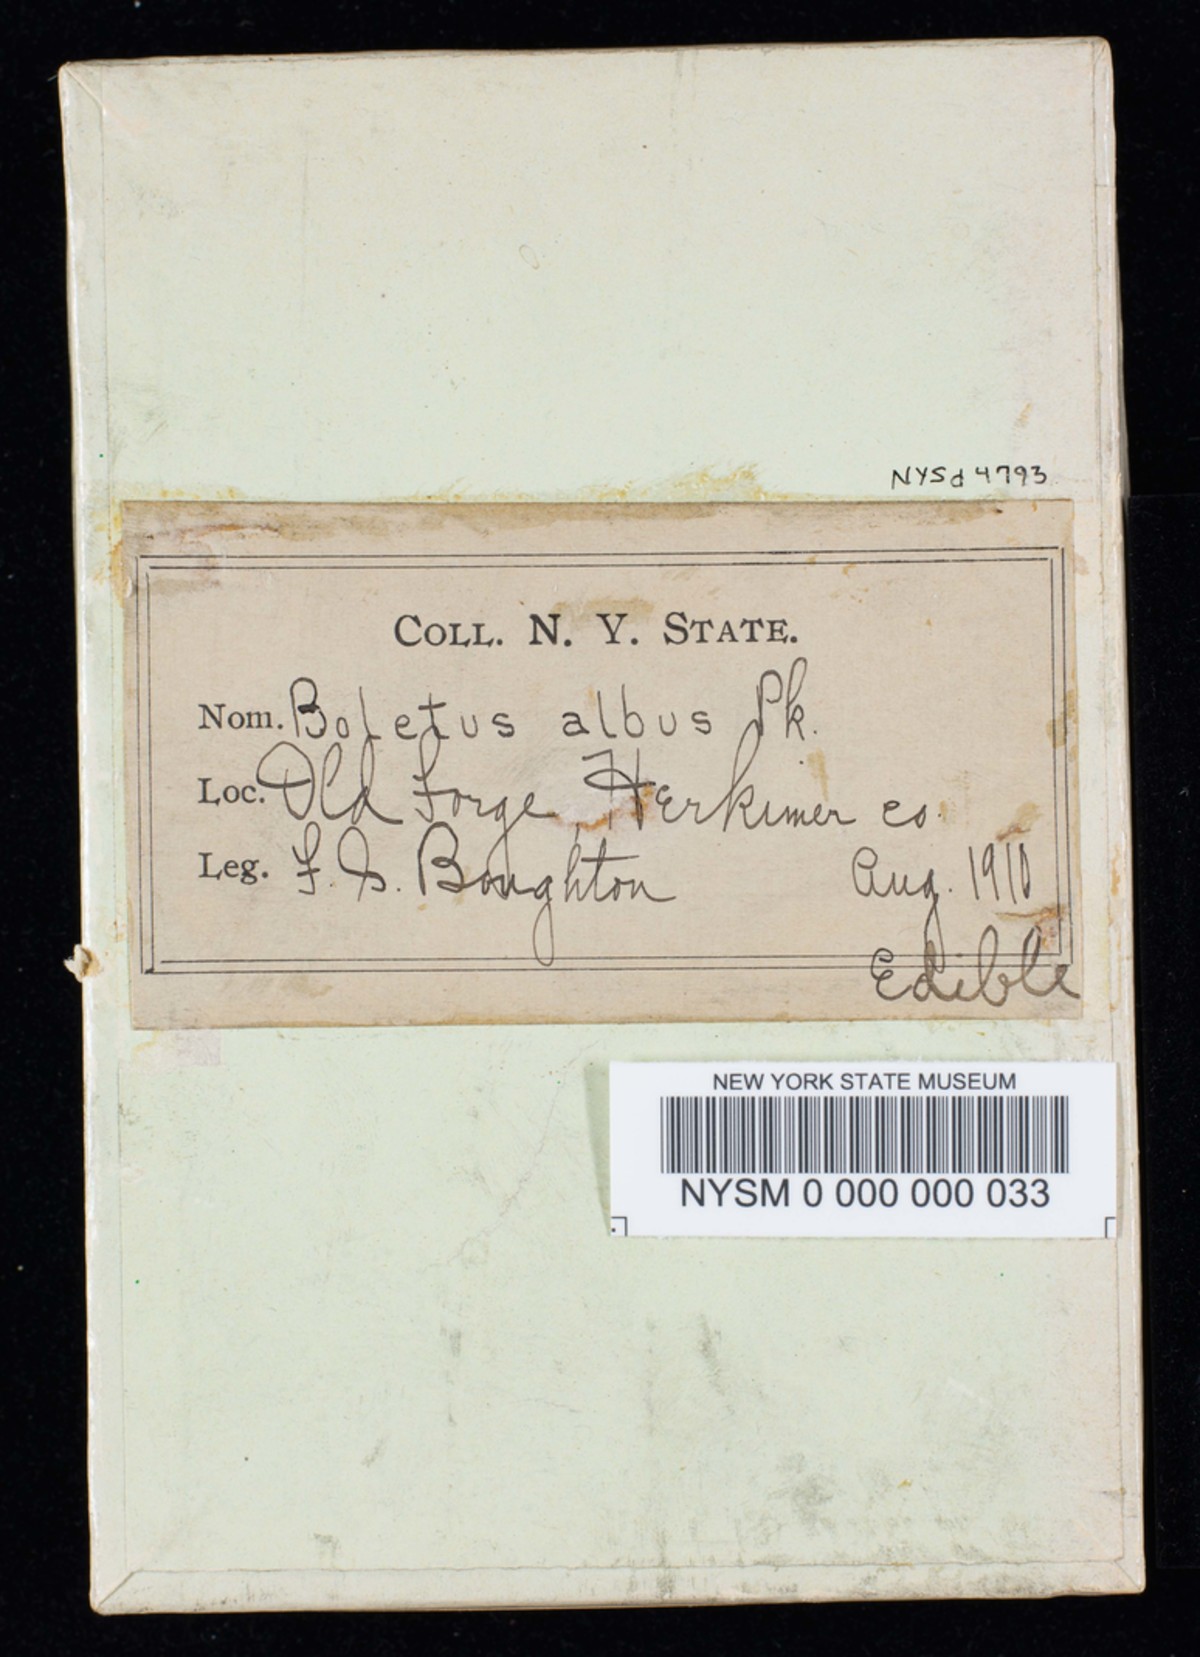 NYSd 4793
COLL. N. Y. STATE.
Nom. Boletus albus Pk.
Loc. Old Forge, Herkimer co.
Leg. F. S. Boughton Aug. 1910
Edible
NEW YORK STATE MUSEUM
NYSM 0 000 000 033